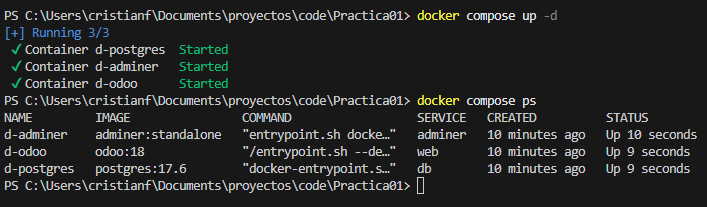 PS C:\Users\cristianf\Documents\proyectos\code\Practica01> docker compose up -d
[+] Running 3/3
✔ Container d-postgres  Started
✔ Container d-adminer   Started
✔ Container d-odoo      Started
PS C:\Users\cristianf\Documents\proyectos\code\Practica01> docker compose ps
NAME         IMAGE                COMMAND                  SERVICE   CREATED          STATUS
d-adminer    adminer:standalone   "entrypoint.sh docke…"   adminer   10 minutes ago   Up 10 seconds
d-odoo       odoo:18              "/entrypoint.sh --de…"   web       10 minutes ago   Up 9 seconds
d-postgres   postgres:17.6        "docker-entrypoint.s…"   db        10 minutes ago   Up 9 seconds
PS C:\Users\cristianf\Documents\proyectos\code\Practica01>